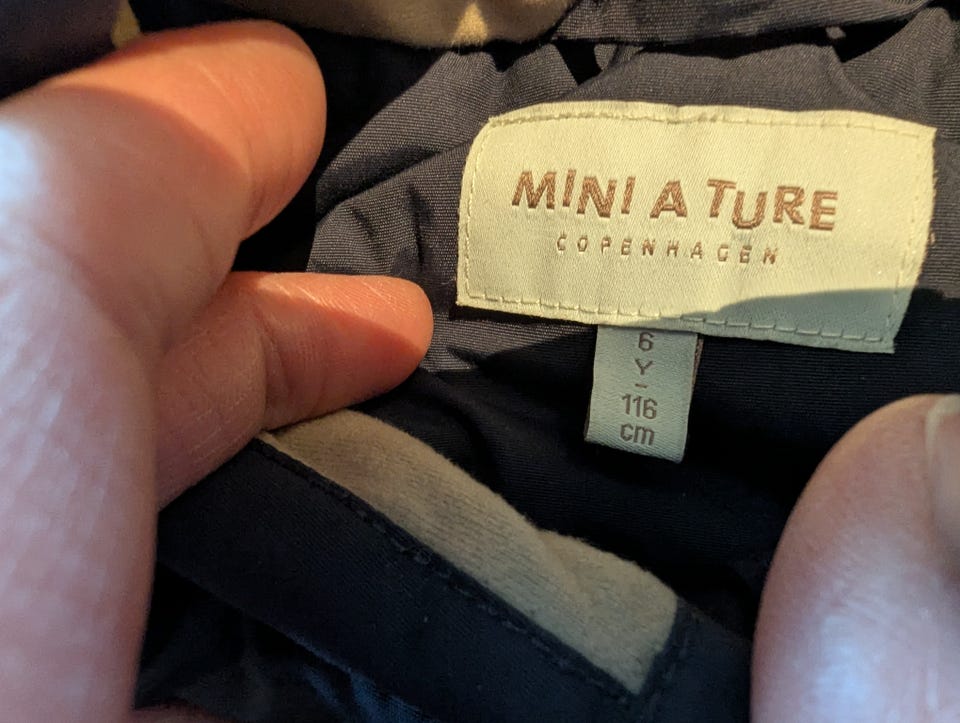 MINI A TURE
COPENHAGEN
6
Y
-
116
cm